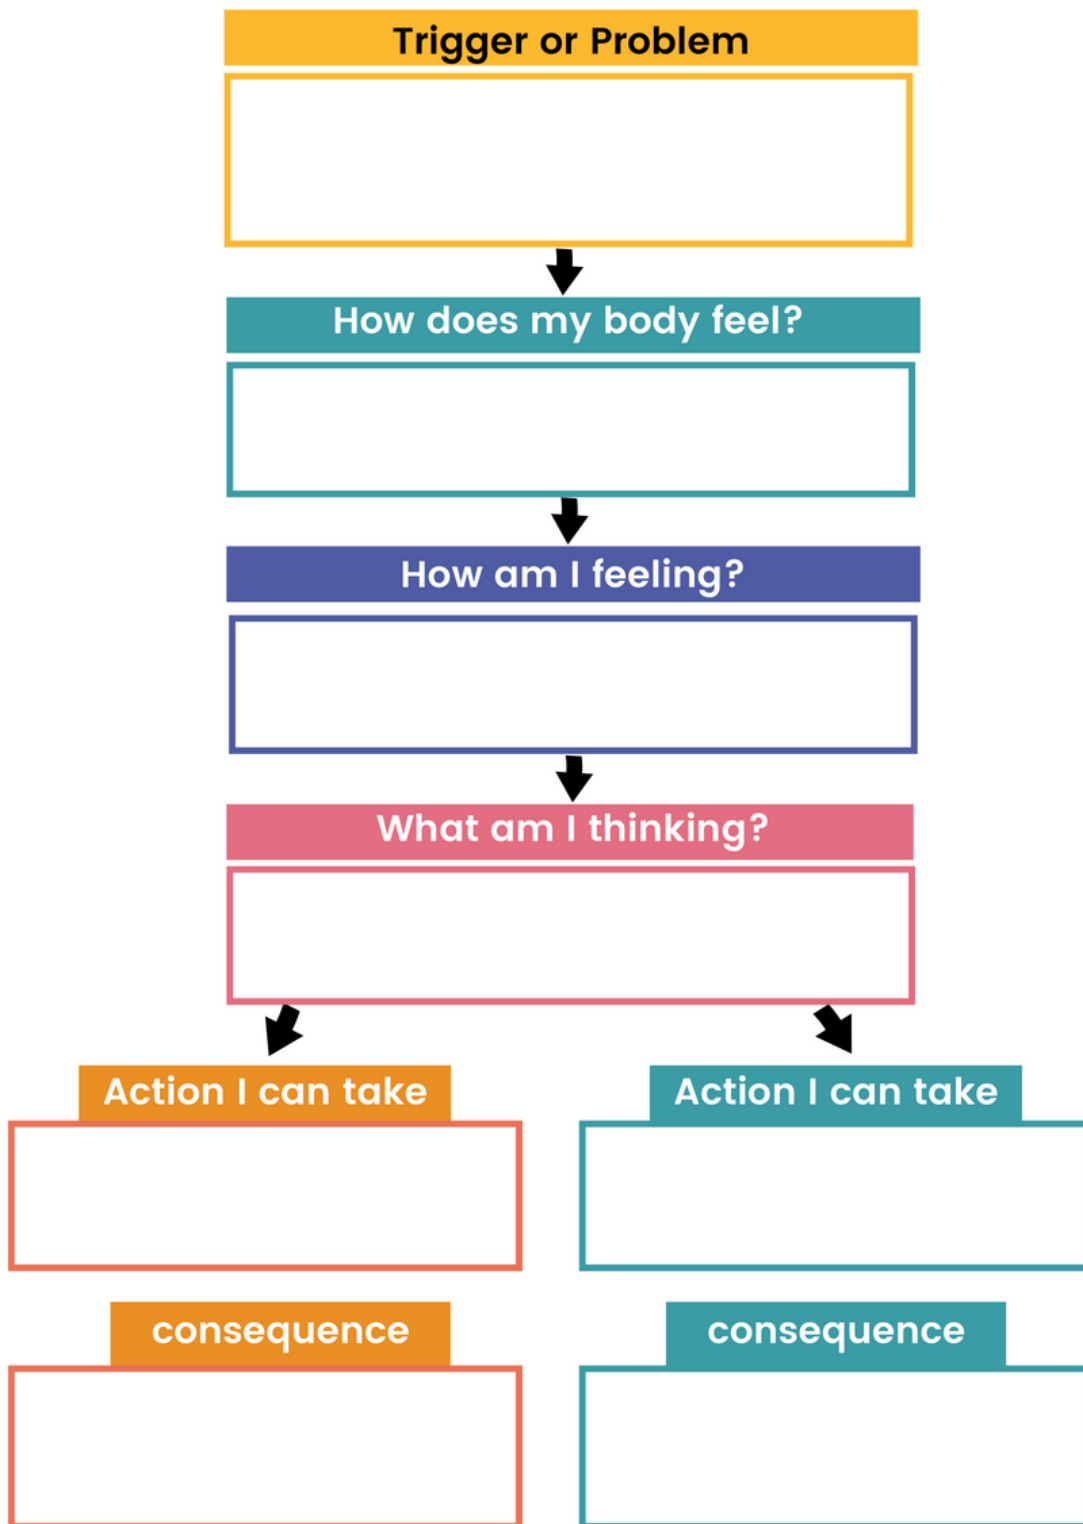 Trigger or Problem
How does my body feel?
How am I feeling?
What am I thinking?
Action I can take
Action I can take
consequence
consequence